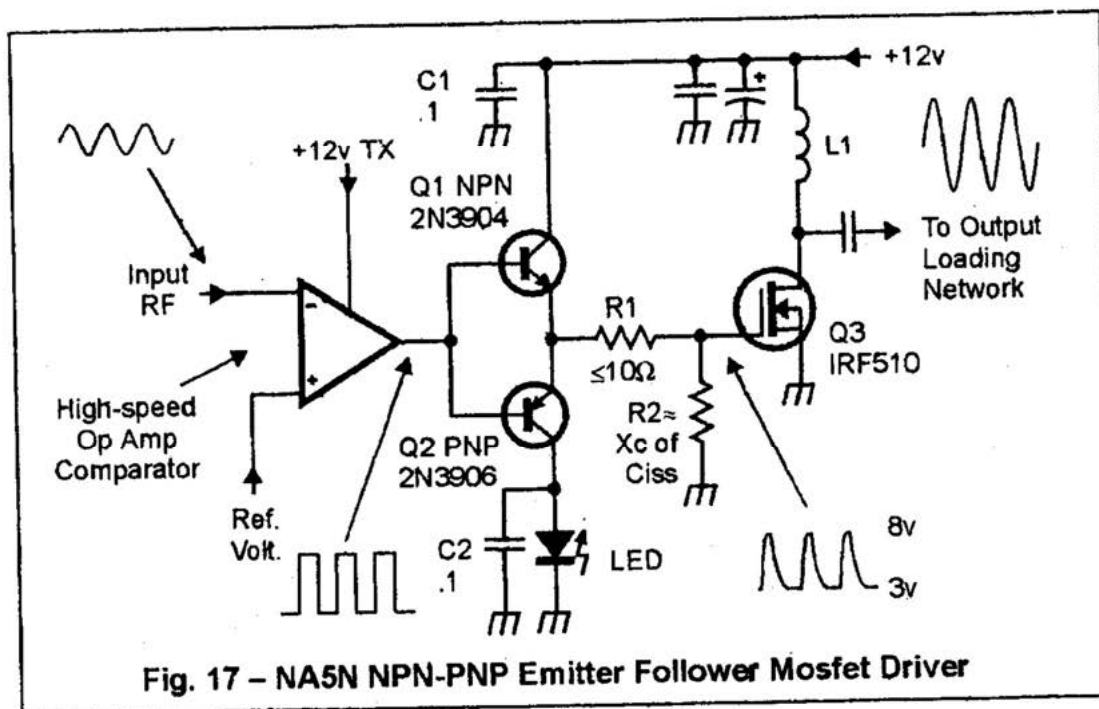 +12v
C1
.1
+
+12v TX
Q1 NPN
2N3904
L1
Input
RF
To Output
Loading
Network
-
+
R1
≤10Ω
Q3
IRF510
High-speed
Op Amp
Comparator
R2≈
Xc of
Ciss
Q2 PNP
2N3906
Ref.
Volt.
C2
.1
LED
8v
3v
Fig. 17 – NA5N NPN-PNP Emitter Follower Mosfet Driver